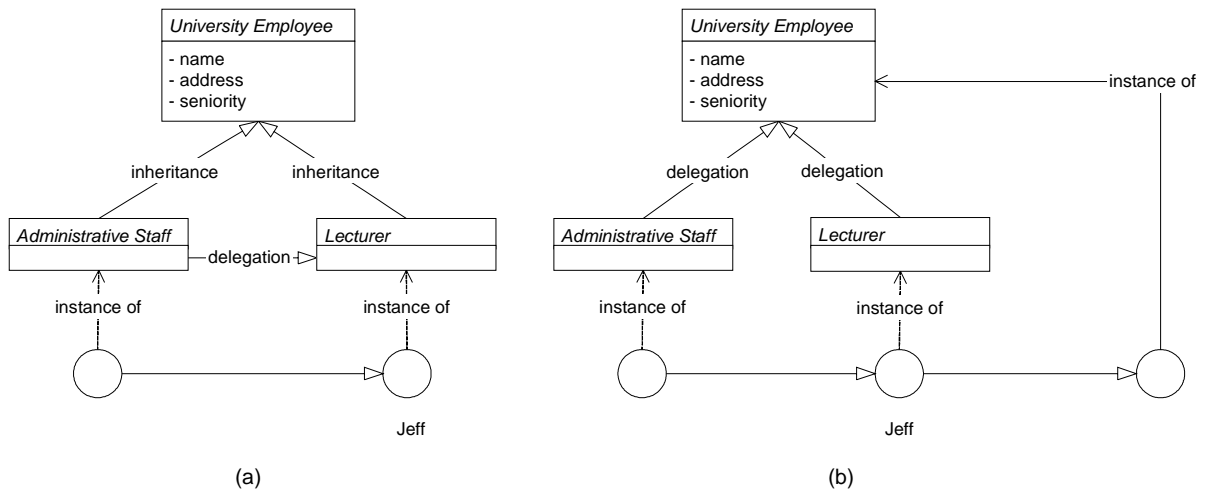 University Employee
- name
- address
- seniority
inheritance
inheritance
Administrative Staff
Lecturer
delegation
instance of
instance of
Jeff
(a)
University Employee
- name
- address
- seniority
instance of
delegation
delegation
Administrative Staff
Lecturer
instance of
instance of
Jeff
(b)